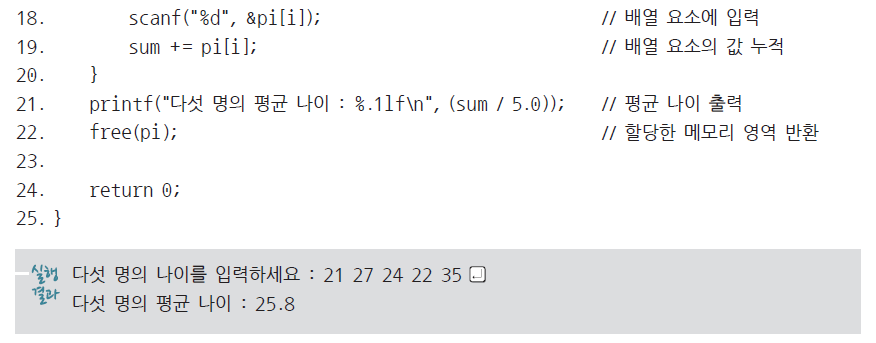 18.        scanf("%d", &pi[i]);                    // 배열 요소에 입력
19.        sum += pi[i];                           // 배열 요소의 값 누적
20.    }
21.    printf("다섯 명의 평균 나이 : %.1lf\n", (sum / 5.0));    // 평균 나이 출력
22.    free(pi);                                   // 할당한 메모리 영역 반환
23.
24.    return 0;
25. }
실행결과
다섯 명의 나이를 입력하세요 : 21 27 24 22 35
다섯 명의 평균 나이 : 25.8